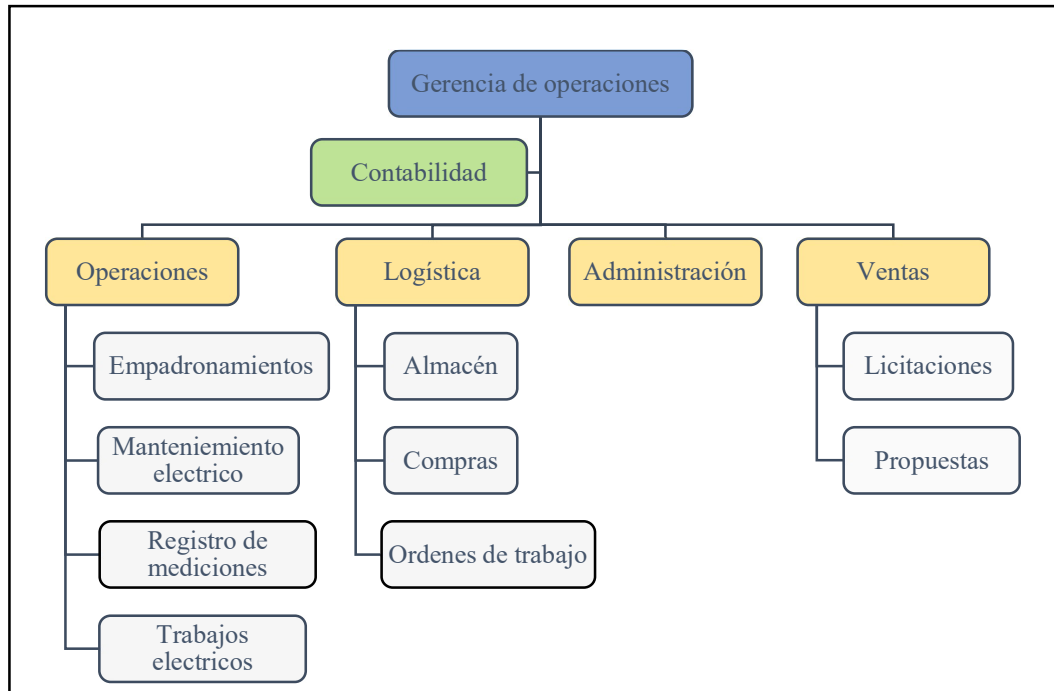 Gerencia de operaciones
Contabilidad
Operaciones
Logística
Administración
Ventas
Empadronamientos
Almacén
Licitaciones
Manteniemiento
electrico
Compras
Propuestas
Registro de
mediciones
Ordenes de trabajo
Trabajos
electricos